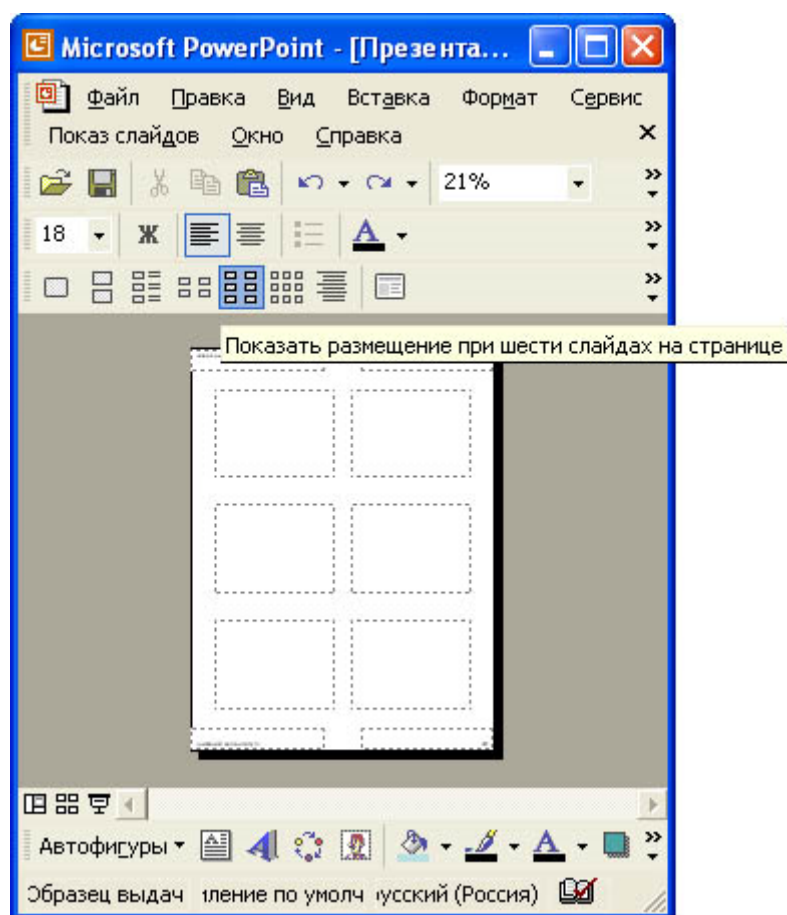 Microsoft PowerPoint - [Презента...
Файл Правка Вид Вставка Формат Сервис
Показ слайдов Окно Справка
21%
18 Ж А
Показать размещение при шести слайдах на странице
Автофигуры А
Образец выдач ление по умолч русский (Россия)